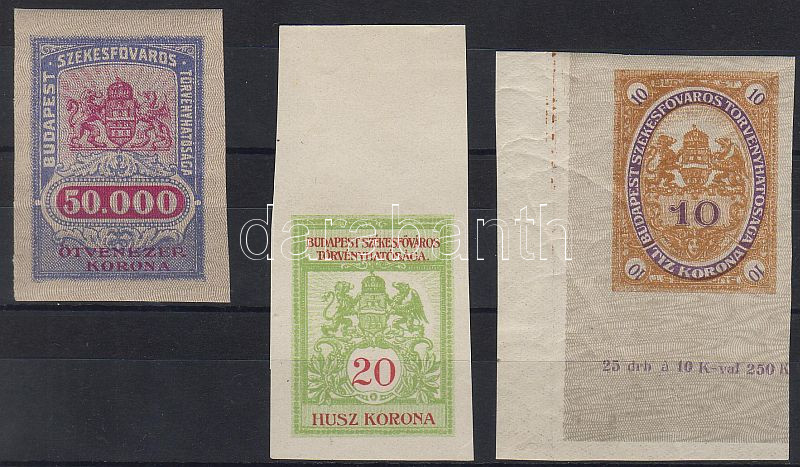 BUDAPEST SZÉKESFŐVÁROS TÖRVÉNYHATÓSÁGA
50.000
ÖTVENEZER
KORONA
BUDAPEST SZÉKESFŐVÁROS
TÖRVÉNYHATÓSÁGA.
20
HUSZ KORONA
10 10
BUDAPEST SZÉKESFŐVÁROS TÖRVÉNYHATÓSÁGA
10
TÍZ KORONA
10 10
25 drb á 10 K-val 250 K
darabanth